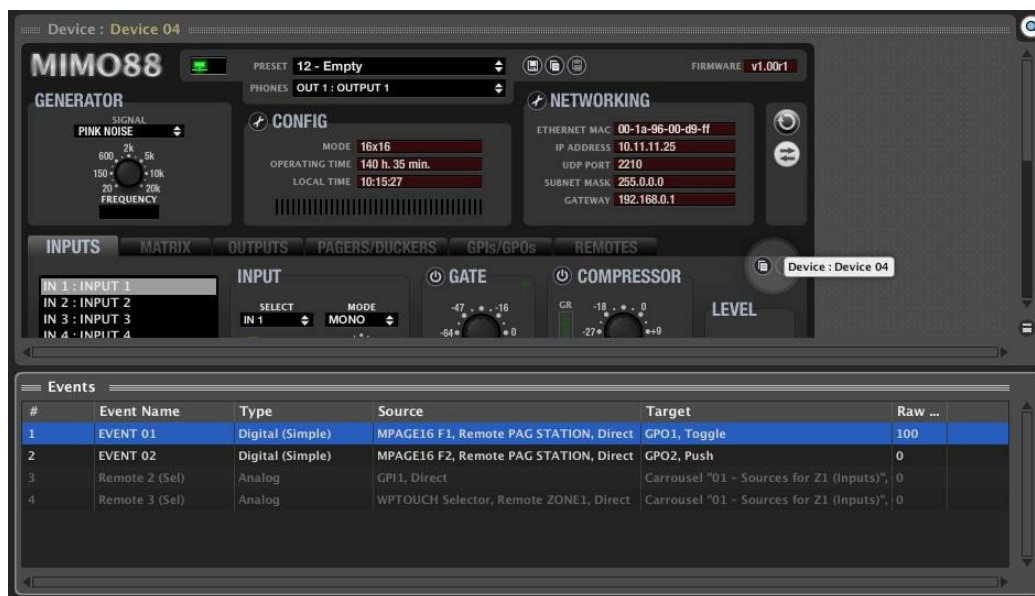 Device : Device 04
MIMO88
PRESET 12 - Empty
FIRMWARE v1.00r1
PHONES OUT 1 : OUTPUT 1
GENERATOR
SIGNAL
PINK NOISE
2k
600 5k
150 10k
20 20k
FREQUENCY
CONFIG
MODE 16x16
OPERATING TIME 140 h. 35 min.
LOCAL TIME 10:15:27
NETWORKING
ETHERNET MAC 00-1a-96-00-d9-ff
IP ADDRESS 10.11.11.25
UDP PORT 2210
SUBNET MASK 255.0.0.0
GATEWAY 192.168.0.1
INPUTS MATRIX OUTPUTS PAGERS/DUCKERS GPIs/GPOs REMOTES
Device : Device 04
IN 1 : INPUT 1
IN 2 : INPUT 2
IN 3 : INPUT 3
IN 4 : INPUT 4
INPUT
SELECT MODE
IN 1 MONO
GATE
-47 -16
-64 0
COMPRESSOR
GR -18 0
-27 +9
LEVEL
Events
# Event Name Type Source Target Raw ...
1 EVENT 01 Digital (Simple) MPAGE16 F1, Remote PAG STATION, Direct GPO1, Toggle 100
2 EVENT 02 Digital (Simple) MPAGE16 F2, Remote PAG STATION, Direct GPO2, Push 0
3 Remote 2 (Sel) Analog GPI1, Direct Carrousel "01 - Sources for Z1 (Inputs)", 0
4 Remote 3 (Sel) Analog WPTOUCH Selector, Remote ZONE1, Direct Carrousel "01 - Sources for Z1 (Inputs)", 0